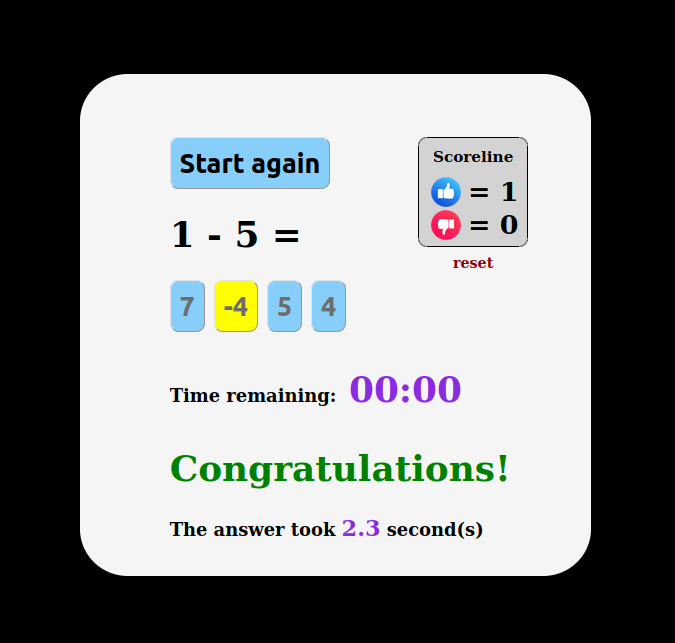 Start again
Scoreline
= 1
= 0
reset
1 - 5 =
7 -4 5 4
Time remaining: 00:00
Congratulations!
The answer took 2.3 second(s)